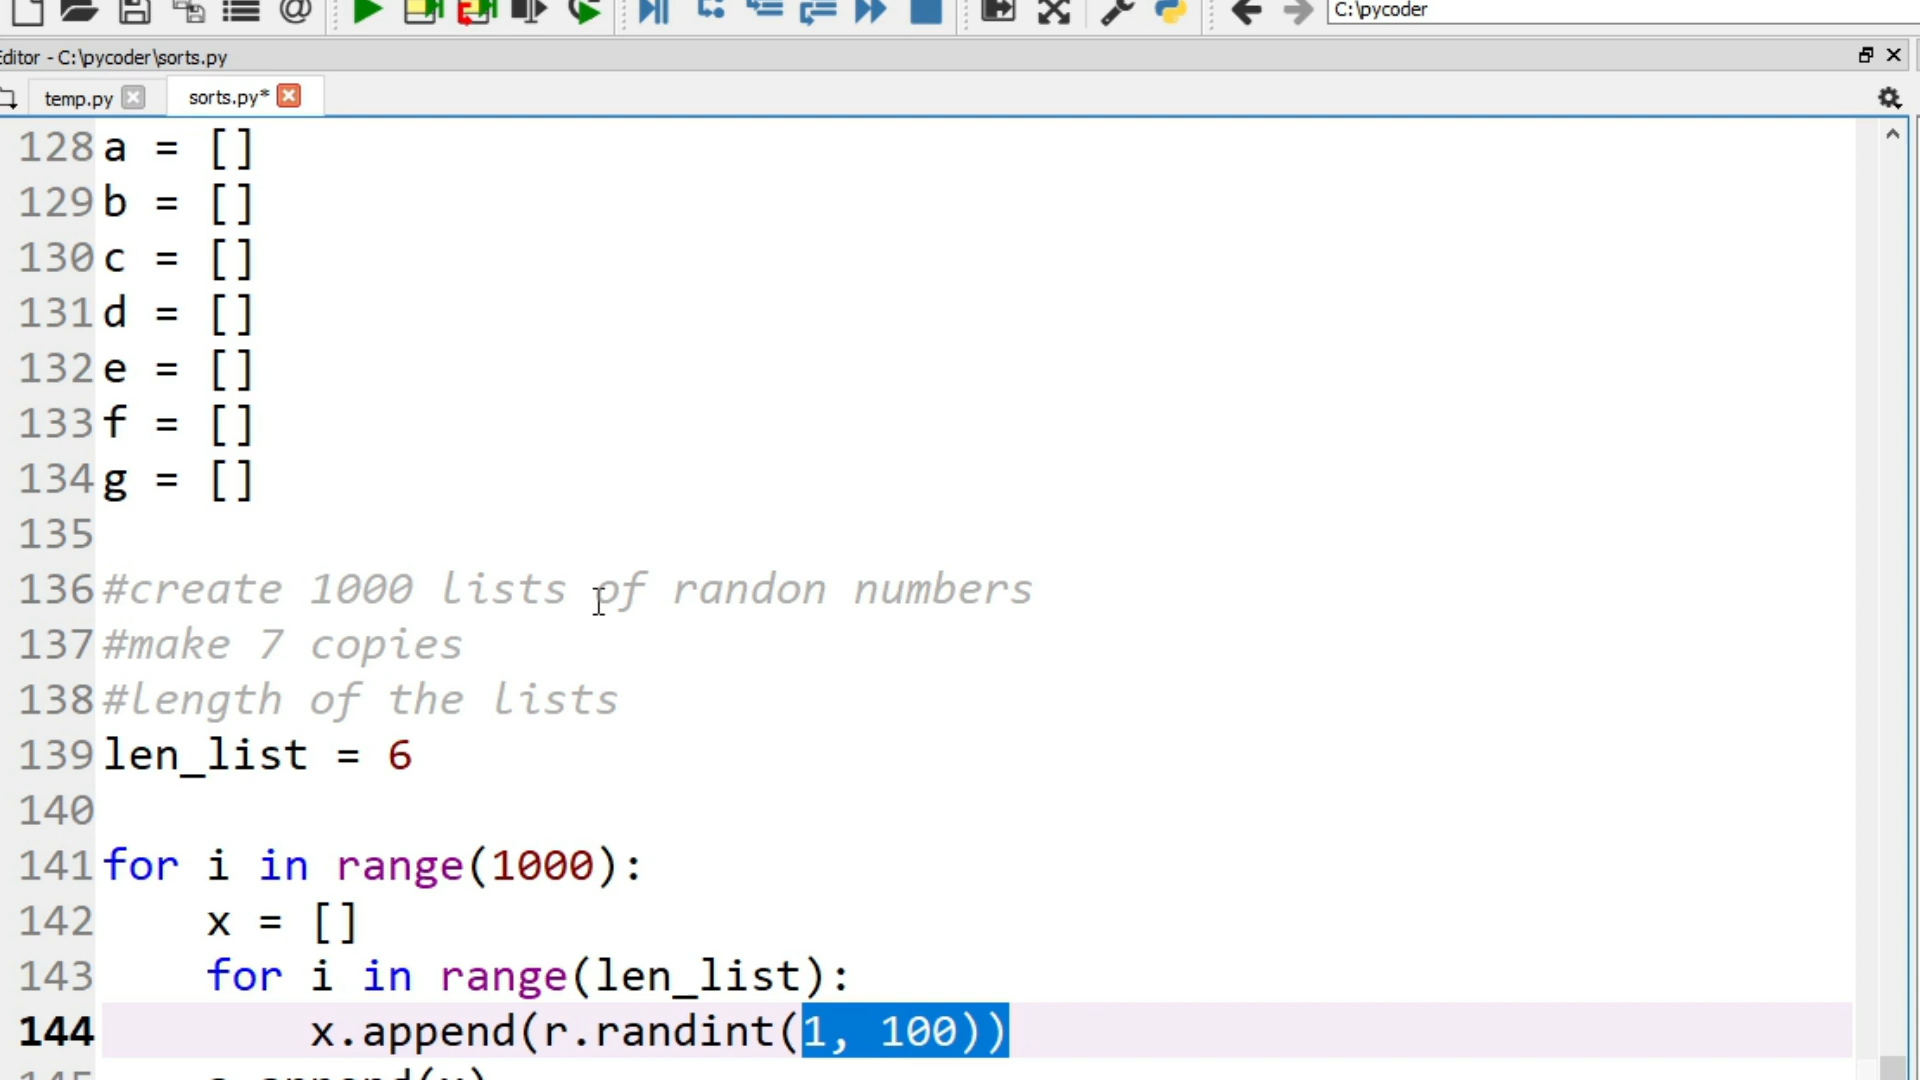 C:\pycoder
Editor - C:\pycoder\sorts.py
temp.py
sorts.py*
128 a = []
129 b = []
130 c = []
131 d = []
132 e = []
133 f = []
134 g = []
135
136 #create 1000 lists of randon numbers
137 #make 7 copies
138 #length of the lists
139 len_list = 6
140
141 for i in range(1000):
142     x = []
143     for i in range(len_list):
144         x.append(r.randint(1, 100))